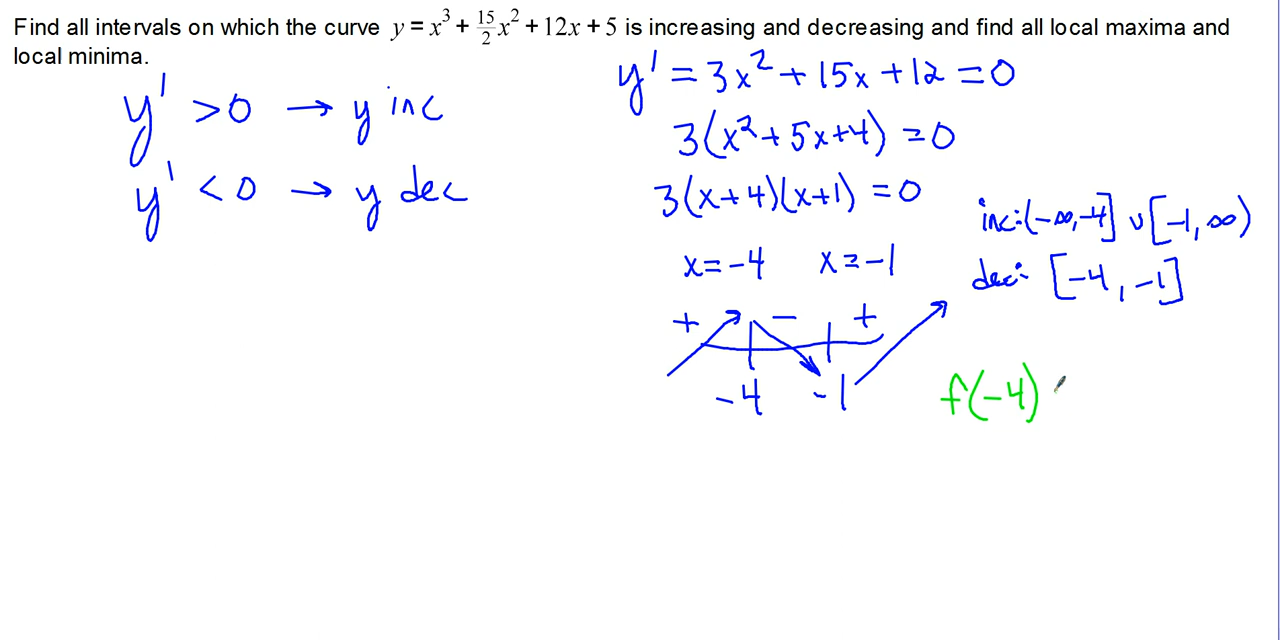 Find all intervals on which the curve y = x³ + 15/2 x² + 12x + 5 is increasing and decreasing and find all local maxima and
local minima.
y' > 0 → y inc
y' < 0 → y dec
y' = 3x² + 15x + 12 = 0
3(x² + 5x + 4) = 0
3(x + 4)(x + 1) = 0
x = -4 x = -1
+ - +
-4 -1
inc: (-∞, -4] ∪ [-1, ∞)
dec: [-4, -1]
f(-4)